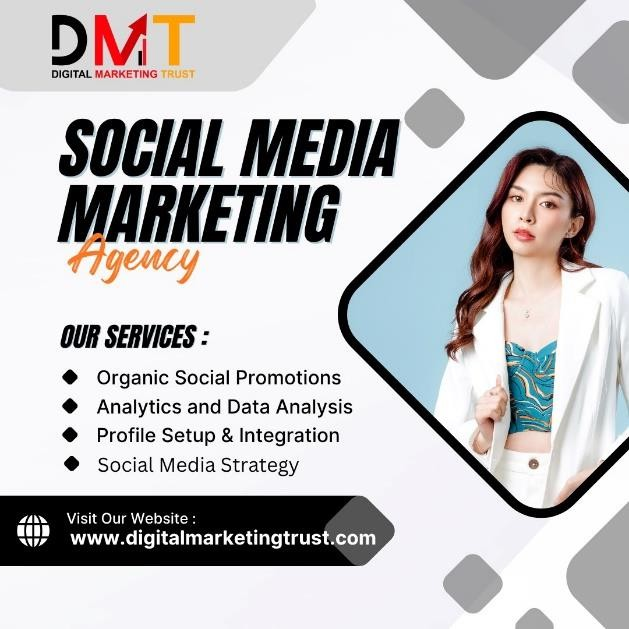 DMT
DIGITAL MARKETING TRUST
SOCIAL MEDIA
MARKETING
Agency
OUR SERVICES :
Organic Social Promotions
Analytics and Data Analysis
Profile Setup & Integration
Social Media Strategy
Visit Our Website :
www.digitalmarketingtrust.com